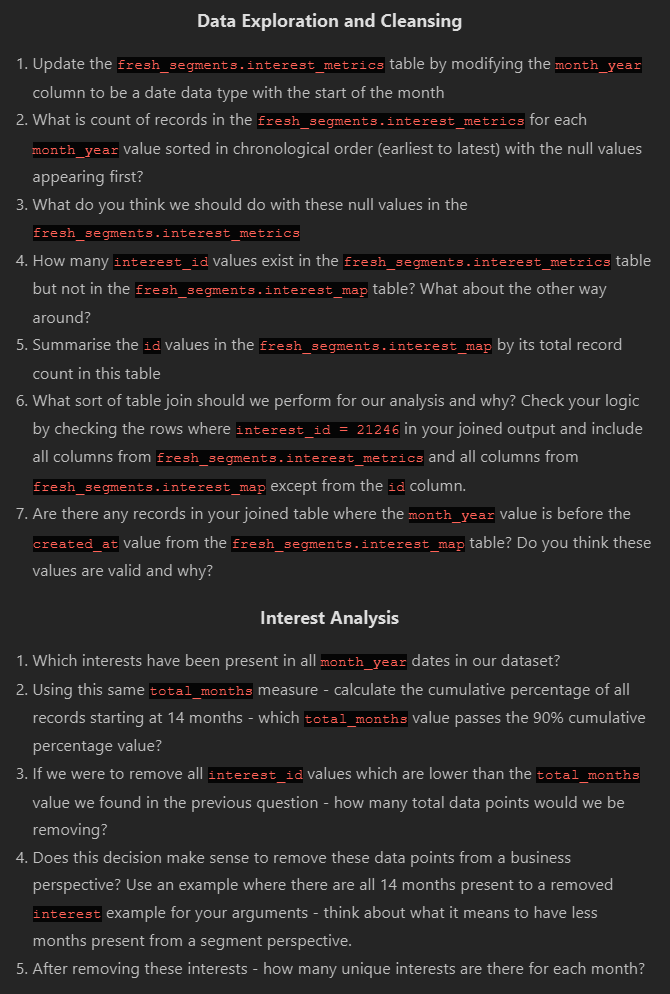 Data Exploration and Cleansing
1. Update the fresh_segments.interest_metrics table by modifying the month_year
column to be a date data type with the start of the month
2. What is count of records in the fresh_segments.interest_metrics for each
month_year value sorted in chronological order (earliest to latest) with the null values
appearing first?
3. What do you think we should do with these null values in the
fresh_segments.interest_metrics
4. How many interest_id values exist in the fresh_segments.interest_metrics table
but not in the fresh_segments.interest_map table? What about the other way
around?
5. Summarise the id values in the fresh_segments.interest_map by its total record
count in this table
6. What sort of table join should we perform for our analysis and why? Check your logic
by checking the rows where interest_id = 21246 in your joined output and include
all columns from fresh_segments.interest_metrics and all columns from
fresh_segments.interest_map except from the id column.
7. Are there any records in your joined table where the month_year value is before the
created_at value from the fresh_segments.interest_map table? Do you think these
values are valid and why?
Interest Analysis
1. Which interests have been present in all month_year dates in our dataset?
2. Using this same total_months measure - calculate the cumulative percentage of all
records starting at 14 months - which total_months value passes the 90% cumulative
percentage value?
3. If we were to remove all interest_id values which are lower than the total_months
value we found in the previous question - how many total data points would we be
removing?
4. Does this decision make sense to remove these data points from a business
perspective? Use an example where there are all 14 months present to a removed
interest example for your arguments - think about what it means to have less
months present from a segment perspective.
5. After removing these interests - how many unique interests are there for each month?